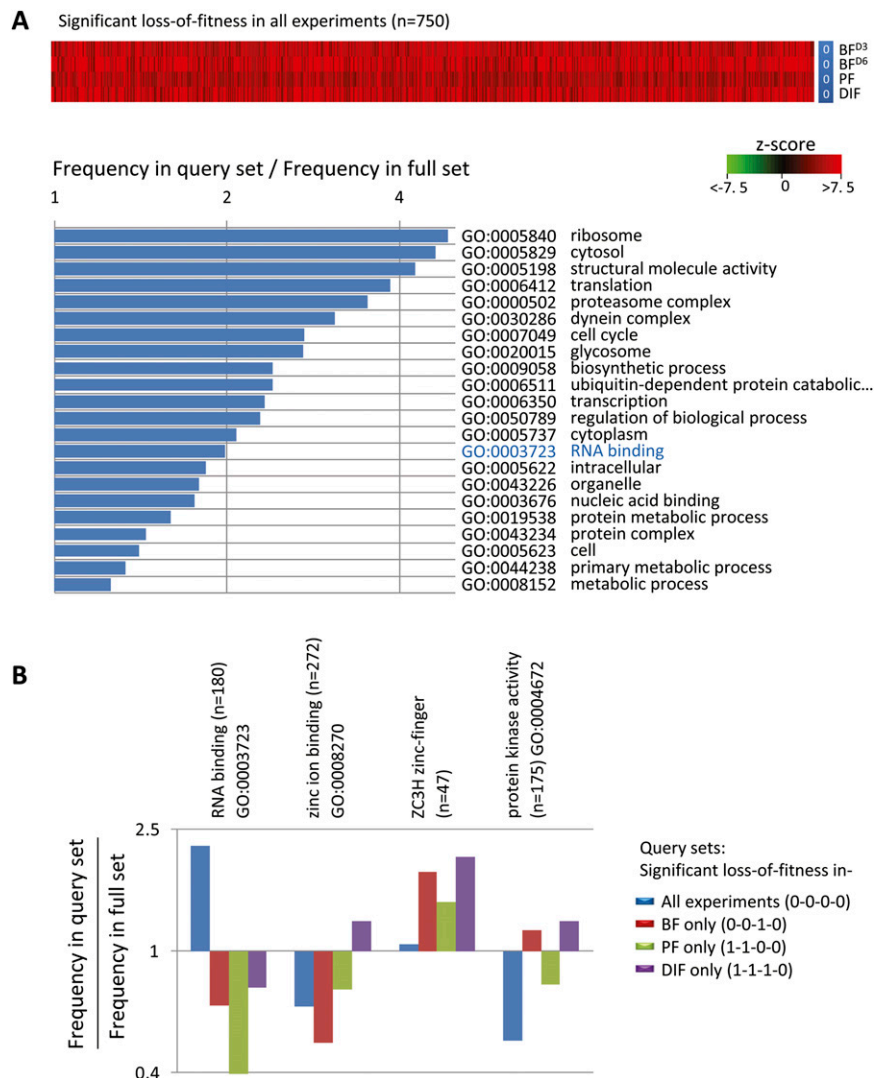 A
Significant loss-of-fitness in all experiments (n=750)
0 BF^D3
0 BF^D6
0 PF
0 DIF
z-score
<-7.5 0 >7.5
Frequency in query set / Frequency in full set
1 2 4
GO:0005840 ribosome
GO:0005829 cytosol
GO:0005198 structural molecule activity
GO:0006412 translation
GO:0000502 proteasome complex
GO:0030286 dynein complex
GO:0007049 cell cycle
GO:0020015 glycosome
GO:0009058 biosynthetic process
GO:0006511 ubiquitin-dependent protein catabolic...
GO:0006350 transcription
GO:0050789 regulation of biological process
GO:0005737 cytoplasm
GO:0003723 RNA binding
GO:0005622 intracellular
GO:0043226 organelle
GO:0003676 nucleic acid binding
GO:0019538 protein metabolic process
GO:0043234 protein complex
GO:0005623 cell
GO:0044238 primary metabolic process
GO:0008152 metabolic process
B
RNA binding (n=180)
GO:0003723
zinc ion binding (n=272)
GO:0008270
ZC3H zinc-finger
(n=47)
protein kinase activity
(n=175) GO:0004672
Frequency in query set
Frequency in full set
2.5
1
0.4
Query sets:
Significant loss-of-fitness in-
All experiments (0-0-0-0)
BF only (0-0-1-0)
PF only (1-1-0-0)
DIF only (1-1-1-0)